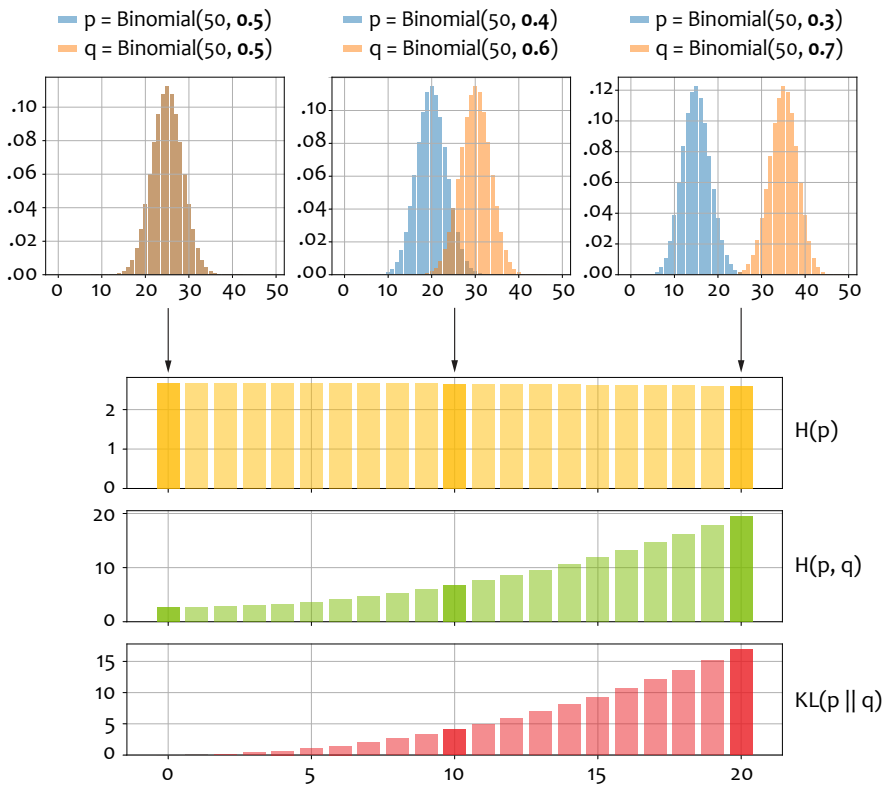 p = Binomial(50, 0.5)
q = Binomial(50, 0.5)
p = Binomial(50, 0.4)
q = Binomial(50, 0.6)
p = Binomial(50, 0.3)
q = Binomial(50, 0.7)
.10
.08
.06
.04
.02
.00
0 10 20 30 40 50
.10
.08
.06
.04
.02
.00
0 10 20 30 40 50
.12
.10
.08
.06
.04
.02
.00
0 10 20 30 40 50
2
1
0
H(p)
20
10
0
H(p, q)
15
10
5
0
KL(p || q)
0 5 10 15 20